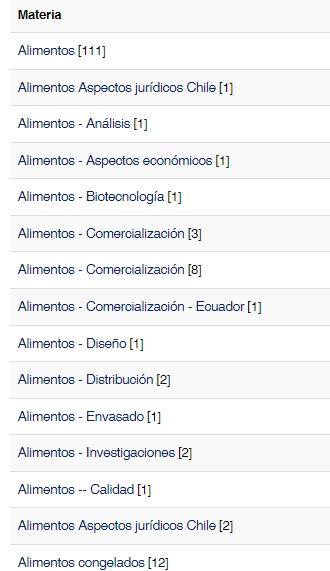 Materia
Alimentos [111]
Alimentos Aspectos jurídicos Chile [1]
Alimentos - Análisis [1]
Alimentos - Aspectos económicos [1]
Alimentos - Biotecnología [1]
Alimentos - Comercialización [3]
Alimentos - Comercialización [8]
Alimentos - Comercialización - Ecuador [1]
Alimentos - Diseño [1]
Alimentos - Distribución [2]
Alimentos - Envasado [1]
Alimentos - Investigaciones [2]
Alimentos -- Calidad [1]
Alimentos Aspectos jurídicos Chile [2]
Alimentos congelados [12]